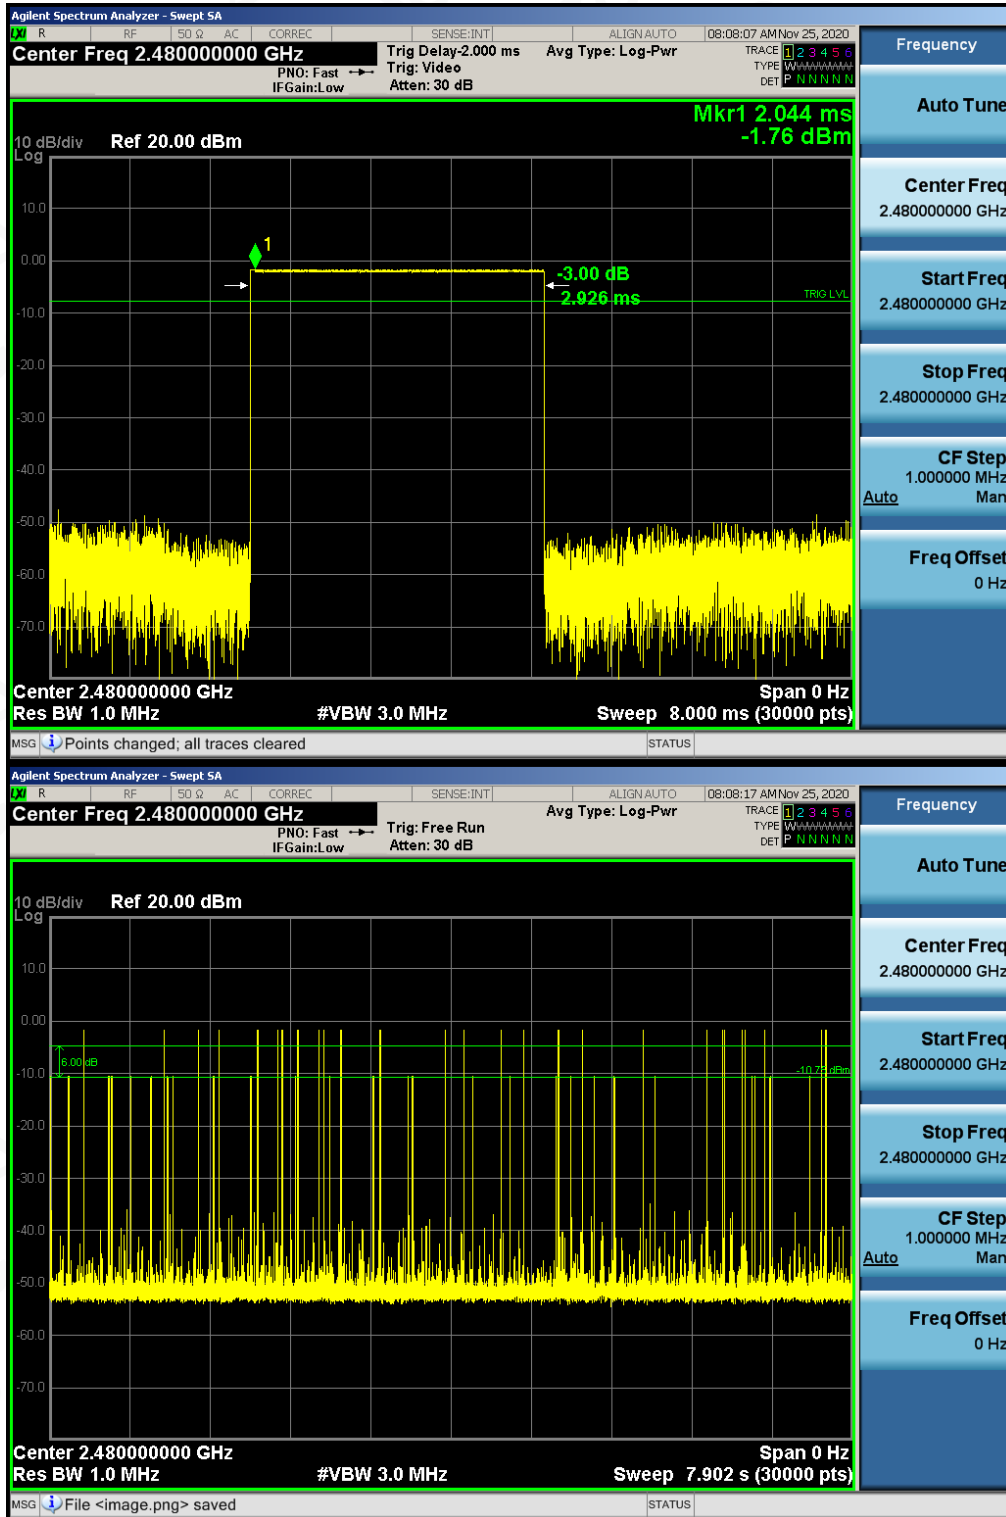 Agilent Spectrum Analyzer - Swept SA
LXI R RF 50 Ω AC CORREC SENSE:INT ALIGN AUTO 08:08:07 AM Nov 25, 2020
Center Freq 2.480000000 GHz
PNO: Fast
IFGain:Low
Trig Delay-2.000 ms
Trig: Video
Atten: 30 dB
Avg Type: Log-Pwr
TRACE 1 2 3 4 5 6
TYPE W
DET P N N N N N
Mkr1 2.044 ms
-1.76 dBm
10 dB/div Ref 20.00 dBm
Log
10.0
0.00
-10.0
-20.0
-30.0
-40.0
-50.0
-60.0
-70.0
1
-3.00 dB
2.926 ms
TRIG LVL
Center 2.480000000 GHz Span 0 Hz
Res BW 1.0 MHz #VBW 3.0 MHz Sweep 8.000 ms (30000 pts)
MSG Points changed; all traces cleared STATUS
Frequency
Auto Tune
Center Freq
2.480000000 GHz
Start Freq
2.480000000 GHz
Stop Freq
2.480000000 GHz
CF Step
1.000000 MHz
Auto Man
Freq Offset
0 Hz
Agilent Spectrum Analyzer - Swept SA
LXI R RF 50 Ω AC CORREC SENSE:INT ALIGN AUTO 08:08:17 AM Nov 25, 2020
Center Freq 2.480000000 GHz
PNO: Fast
IFGain:Low
Trig: Free Run
Atten: 30 dB
Avg Type: Log-Pwr
TRACE 1 2 3 4 5 6
TYPE W
DET P N N N N N
10 dB/div Ref 20.00 dBm
Log
10.0
0.00
-10.0
-20.0
-30.0
-40.0
-50.0
-60.0
-70.0
6.00 dB
dBm
Center 2.480000000 GHz Span 0 Hz
Res BW 1.0 MHz #VBW 3.0 MHz Sweep 7.902 s (30000 pts)
MSG File <image.png> saved STATUS
Frequency
Auto Tune
Center Freq
2.480000000 GHz
Start Freq
2.480000000 GHz
Stop Freq
2.480000000 GHz
CF Step
1.000000 MHz
Auto Man
Freq Offset
0 Hz